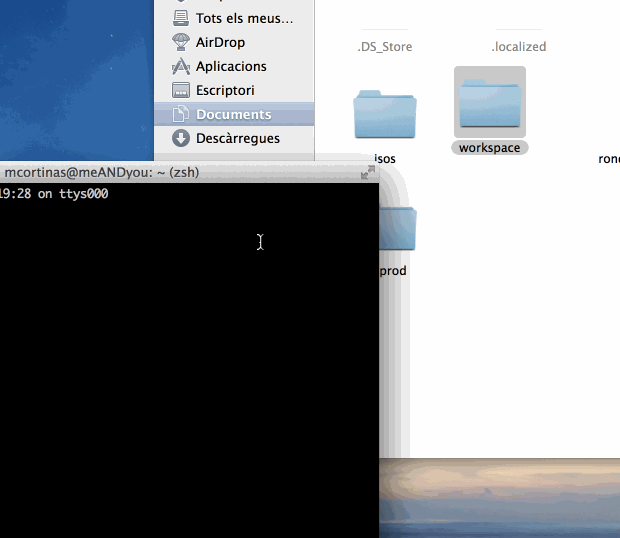 Tots els meus...
AirDrop
Aplicacions
Escriptori
Documents
Descàrregues
.DS_Store
.localized
isos
workspace
prod
mcortinas@meANDyou: ~ (zsh)
19:28 on ttys000